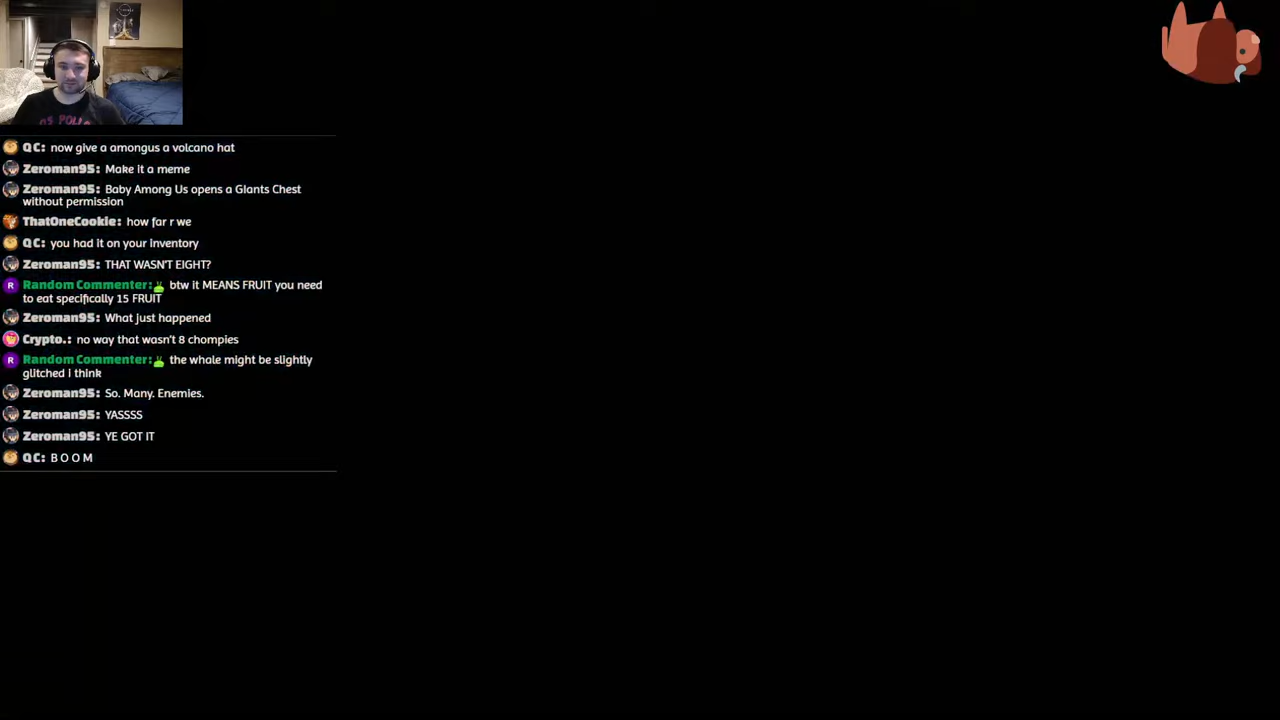 QC: now give a amongus a volcano hat
Zeroman95: Make it a meme
Zeroman95: Baby Among Us opens a GIants Chest
without permission
ThatOneCookie: how far r we
QC: you had it on your inventory
Zeroman95: THAT WASN'T EIGHT?
R Random Commenter: btw it MEANS FRUIT you need
to eat specifically 15 FRUIT
Zeroman95: What just happened
Crypto.: no way that wasn't 8 chompies
R Random Commenter: the whale might be slightly
glitched i think
Zeroman95: So. Many. Enemies.
Zeroman95: YASSSS
Zeroman95: YE GOT IT
QC: B O O M